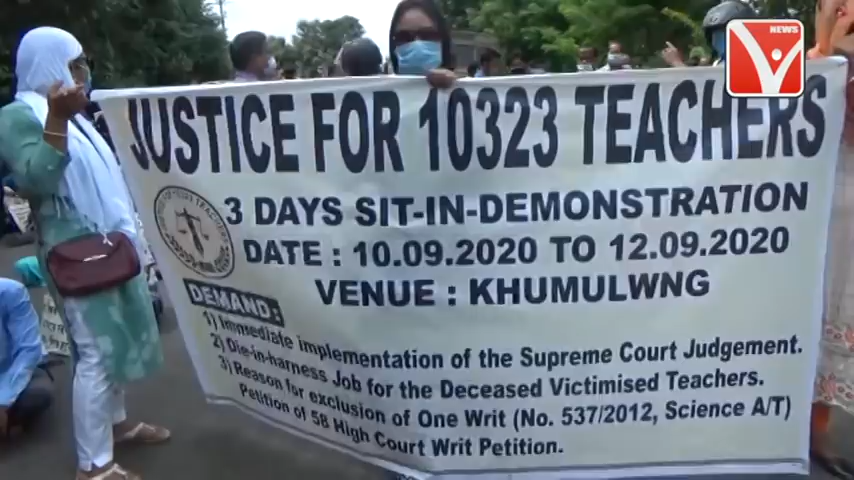 NEWS
V
JUSTICE FOR 10323 TEACHERS
3 DAYS SIT-IN-DEMONSTRATION
DATE : 10.09.2020 TO 12.09.2020
VENUE : KHUMULWNG
DEMAND:
1) Immediate implementation of the Supreme Court Judgement,
2) Die-in-harness Job for the Deceased Victimised Teachers,
3) Reason for exclusion of One Writ (No. 537/2012, Science A/T)
Petition of 58 High Court Writ Petition.